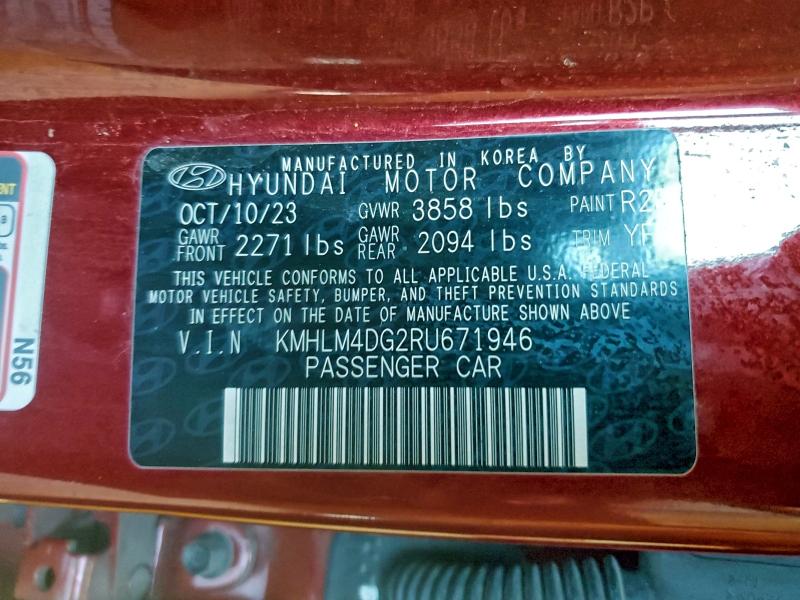 MANUFACTURED IN KOREA BY
HYUNDAI MOTOR COMPANY
OCT/10/23 GVWR 3858 lbs PAINT
GAWR FRONT 2271 lbs GAWR REAR 2094 lbs TRIM
THIS VEHICLE CONFORMS TO ALL APPLICABLE U.S.A. FEDERAL
MOTOR VEHICLE SAFETY, BUMPER, AND THEFT PREVENTION STANDARDS
IN EFFECT ON THE DATE OF MANUFACTURE SHOWN ABOVE
V.I.N KMHLM4DG2RU671946
PASSENGER CAR
N56